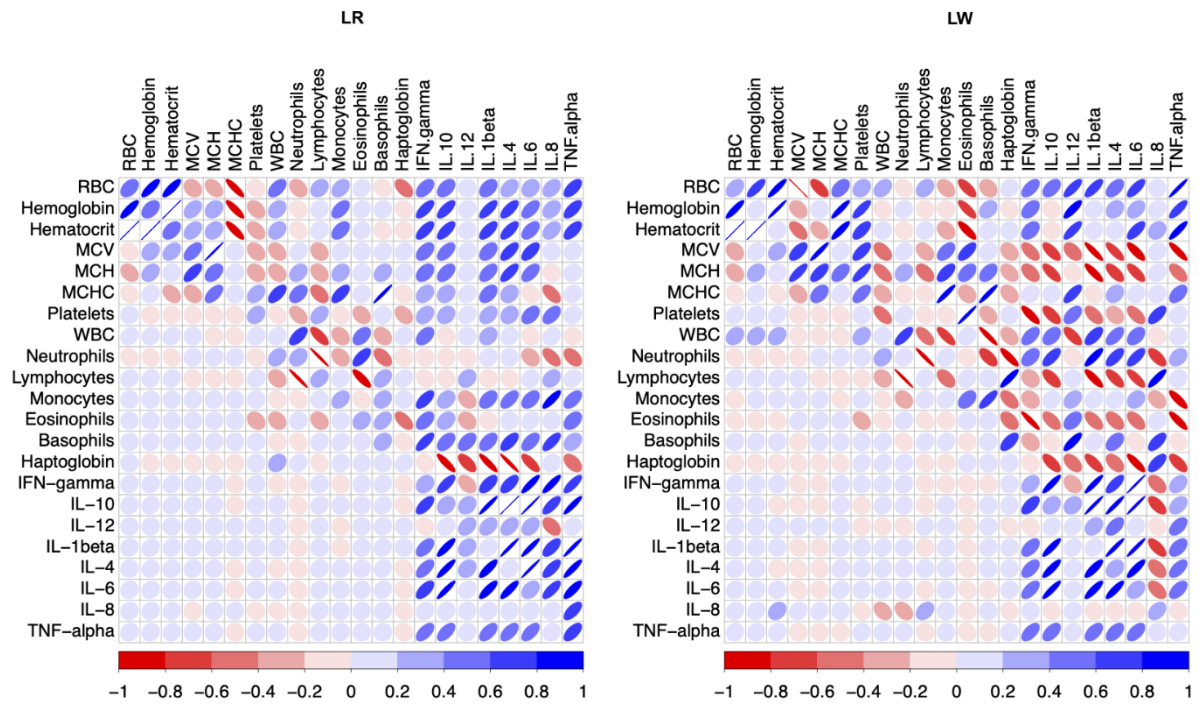 LR
RBC
Hemoglobin
Hematocrit
MCV
MCH
MCHC
Platelets
WBC
Neutrophils
Lymphocytes
Monocytes
Eosinophils
Basophils
Haptoglobin
IFN.gamma
IL.10
IL.12
IL.1beta
IL.4
IL.6
IL.8
TNF.alpha
RBC
Hemoglobin
Hematocrit
MCV
MCH
MCHC
Platelets
WBC
Neutrophils
Lymphocytes
Monocytes
Eosinophils
Basophils
Haptoglobin
IFN−gamma
IL−10
IL−12
IL−1beta
IL−4
IL−6
IL−8
TNF−alpha
−1 −0.8 −0.6 −0.4 −0.2 0 0.2 0.4 0.6 0.8 1
LW
RBC
Hemoglobin
Hematocrit
MCV
MCH
MCHC
Platelets
WBC
Neutrophils
Lymphocytes
Monocytes
Eosinophils
Basophils
Haptoglobin
IFN.gamma
IL.10
IL.12
IL.1beta
IL.4
IL.6
IL.8
TNF.alpha
RBC
Hemoglobin
Hematocrit
MCV
MCH
MCHC
Platelets
WBC
Neutrophils
Lymphocytes
Monocytes
Eosinophils
Basophils
Haptoglobin
IFN−gamma
IL−10
IL−12
IL−1beta
IL−4
IL−6
IL−8
TNF−alpha
−1 −0.8 −0.6 −0.4 −0.2 0 0.2 0.4 0.6 0.8 1